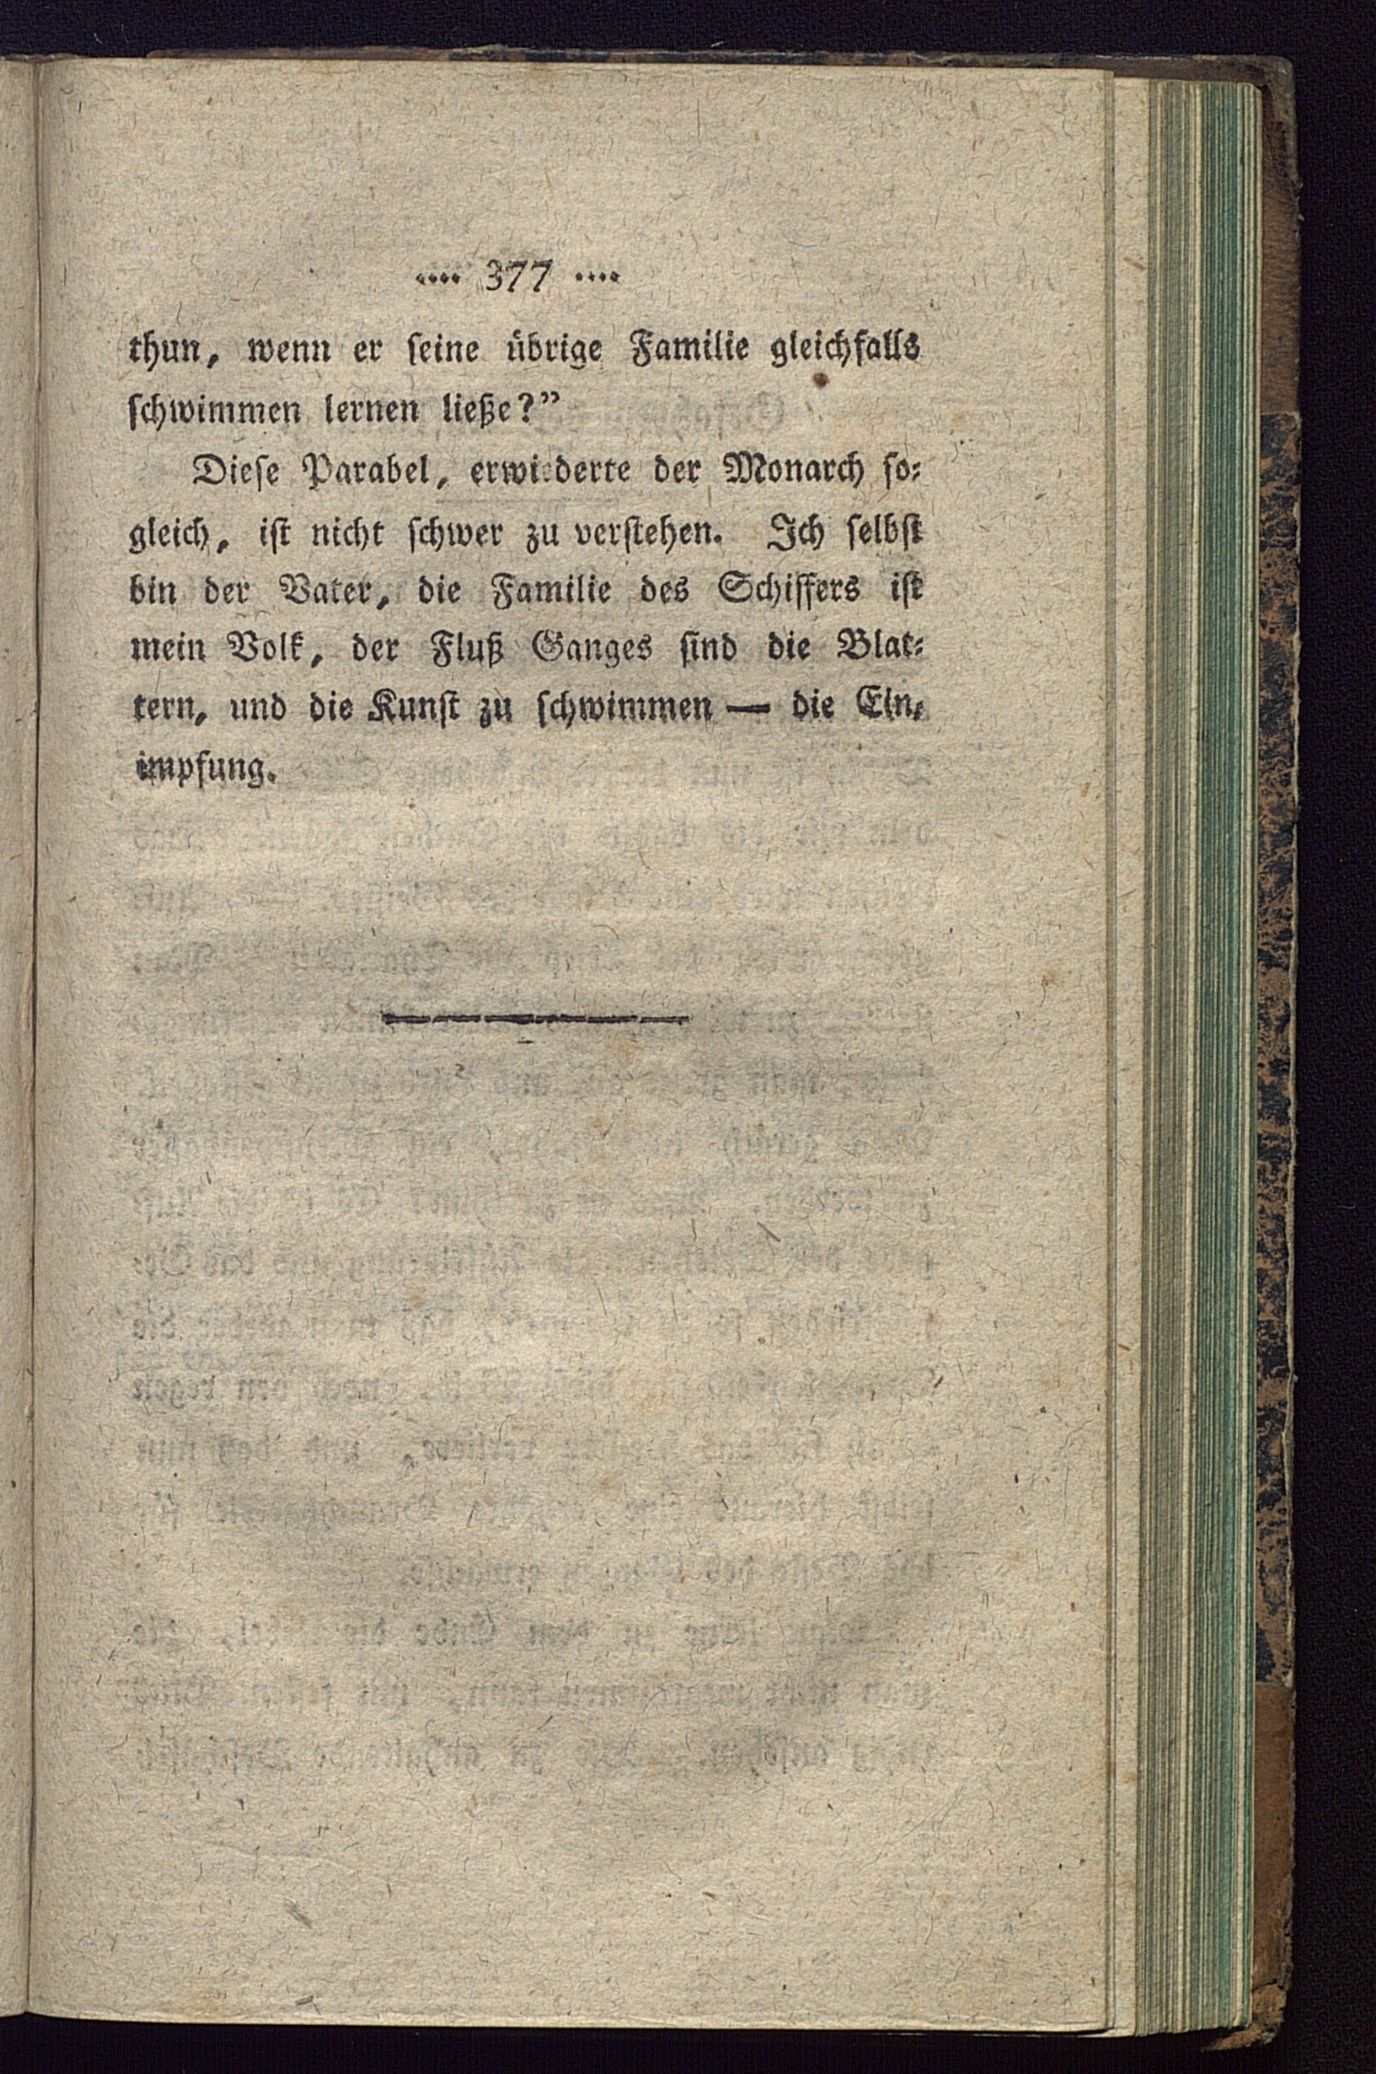 ···· 377 ····
thun, wenn er ſeine übrige Familie gleichfalls
ſchwimmen lernen ließe?”
Dieſe Parabel, erwiederte der Monarch ſo⸗
gleich, iſt nicht ſchwer zu verſtehen. Ich ſelbſt
bin der Vater, die Familie des Schiffers iſt
mein Volk, der Fluß Ganges ſind die Blat⸗
tern, und die Kunſt zu ſchwimmen — die Ein⸗
impfung.